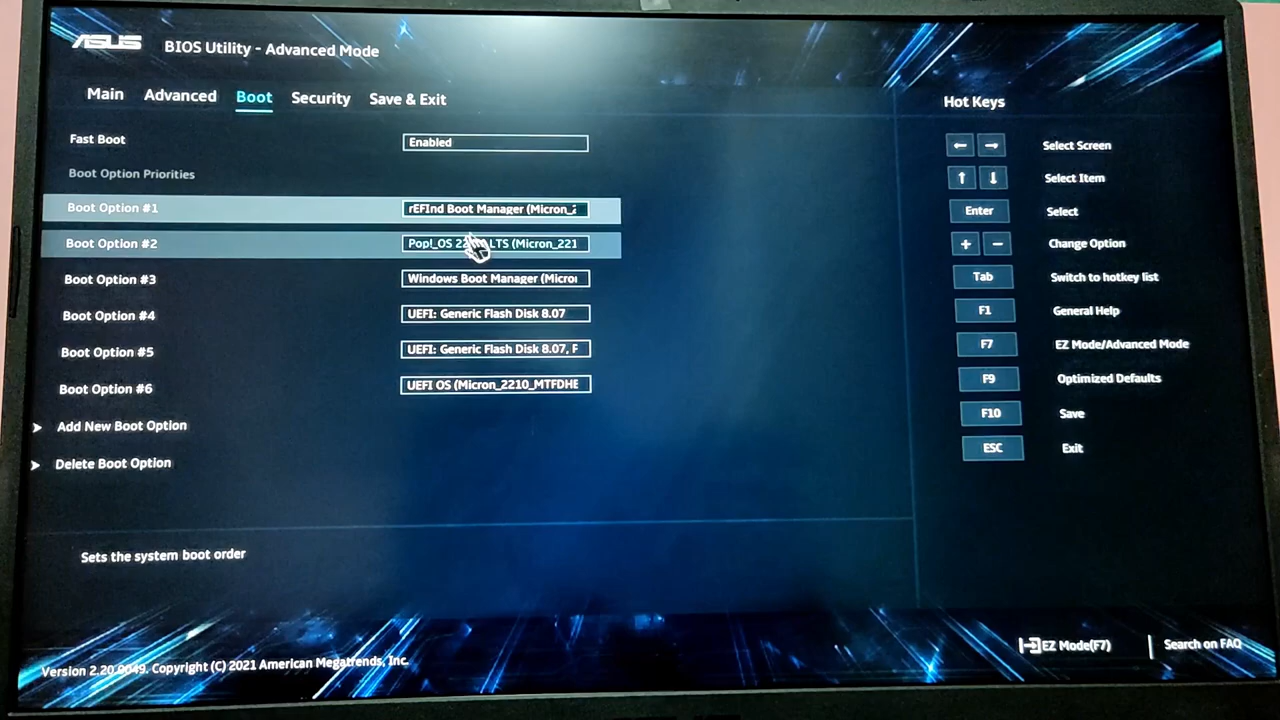 ASUS BIOS Utility - Advanced Mode
Main Advanced Boot Security Save & Exit
Fast Boot Enabled
Boot Option Priorities
Boot Option #1 rEFInd Boot Manager (Micron_
Boot Option #2 Pop!_OS LTS (Micron_221
Boot Option #3 Windows Boot Manager (Micro
Boot Option #4 UEFI: Generic Flash Disk 8.07
Boot Option #5 UEFI: Generic Flash Disk 8.07, F
Boot Option #6 UEFI OS (Micron_2210_MTFDHE
Add New Boot Option
Delete Boot Option
Sets the system boot order
Hot Keys
← → Select Screen
↑ ↓ Select Item
Enter Select
+ - Change Option
Tab Switch to hotkey list
F1 General Help
F7 EZ Mode/Advanced Mode
F9 Optimized Defaults
F10 Save
ESC Exit
EZ Mode(F7) | Search on FAQ
Version 2.20.0049. Copyright (C) 2021 American Megatrends, Inc.